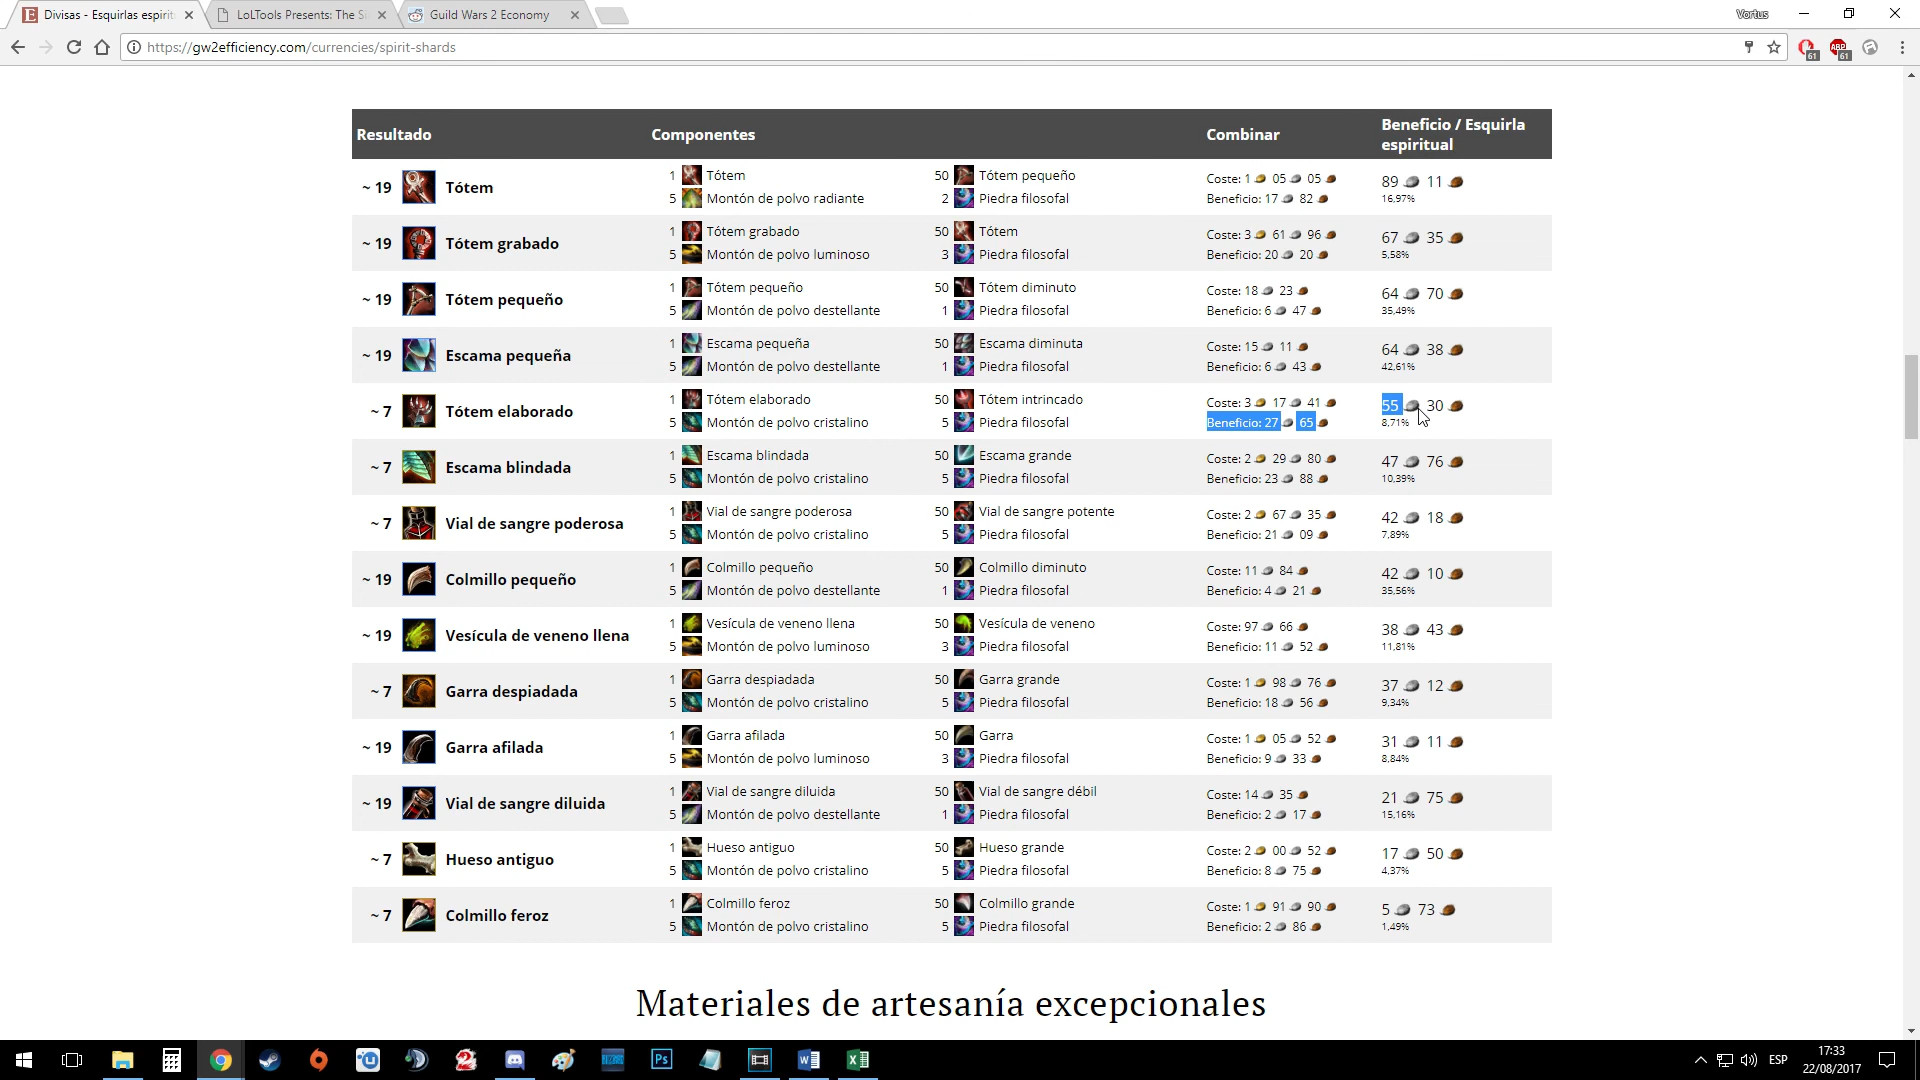 Divisas - Esquirlas espirit
LoLTools Presents: The S
Guild Wars 2 Economy
Vortus
https://gw2efficiency.com/currencies/spirit-shards
61
ABP
61
Resultado Componentes Combinar Beneficio / Esquirla espiritual
~ 19 Tótem
1 Tótem 50 Tótem pequeño Coste: 1 05 05 89 11
5 Montón de polvo radiante 2 Piedra filosofal Beneficio: 17 82 16,97%
~ 19 Tótem grabado
1 Tótem grabado 50 Tótem Coste: 3 61 96 67 35
5 Montón de polvo luminoso 3 Piedra filosofal Beneficio: 20 20 5,58%
~ 19 Tótem pequeño
1 Tótem pequeño 50 Tótem diminuto Coste: 18 23 64 70
5 Montón de polvo destellante 1 Piedra filosofal Beneficio: 6 47 35,49%
~ 19 Escama pequeña
1 Escama pequeña 50 Escama diminuta Coste: 15 11 64 38
5 Montón de polvo destellante 1 Piedra filosofal Beneficio: 6 43 42,61%
~ 7 Tótem elaborado
1 Tótem elaborado 50 Tótem intrincado Coste: 3 17 41 55 30
5 Montón de polvo cristalino 5 Piedra filosofal Beneficio: 27 65 8,71%
~ 7 Escama blindada
1 Escama blindada 50 Escama grande Coste: 2 29 80 47 76
5 Montón de polvo cristalino 5 Piedra filosofal Beneficio: 23 88 10,39%
~ 7 Vial de sangre poderosa
1 Vial de sangre poderosa 50 Vial de sangre potente Coste: 2 67 35 42 18
5 Montón de polvo cristalino 5 Piedra filosofal Beneficio: 21 09 7,89%
~ 19 Colmillo pequeño
1 Colmillo pequeño 50 Colmillo diminuto Coste: 11 84 42 10
5 Montón de polvo destellante 1 Piedra filosofal Beneficio: 4 21 35,56%
~ 19 Vesícula de veneno llena
1 Vesícula de veneno llena 50 Vesícula de veneno Coste: 97 66 38 43
5 Montón de polvo luminoso 3 Piedra filosofal Beneficio: 11 52 11,81%
~ 7 Garra despiadada
1 Garra despiadada 50 Garra grande Coste: 1 98 76 37 12
5 Montón de polvo cristalino 5 Piedra filosofal Beneficio: 18 56 9,34%
~ 19 Garra afilada
1 Garra afilada 50 Garra Coste: 1 05 52 31 11
5 Montón de polvo luminoso 3 Piedra filosofal Beneficio: 9 33 8,84%
~ 19 Vial de sangre diluida
1 Vial de sangre diluida 50 Vial de sangre débil Coste: 14 35 21 75
5 Montón de polvo destellante 1 Piedra filosofal Beneficio: 2 17 15,16%
~ 7 Hueso antiguo
1 Hueso antiguo 50 Hueso grande Coste: 2 00 52 17 50
5 Montón de polvo cristalino 5 Piedra filosofal Beneficio: 8 75 4,37%
~ 7 Colmillo feroz
1 Colmillo feroz 50 Colmillo grande Coste: 1 91 90 5 73
5 Montón de polvo cristalino 5 Piedra filosofal Beneficio: 2 86 1,49%
Materiales de artesanía excepcionales
ESP
17:33
22/08/2017